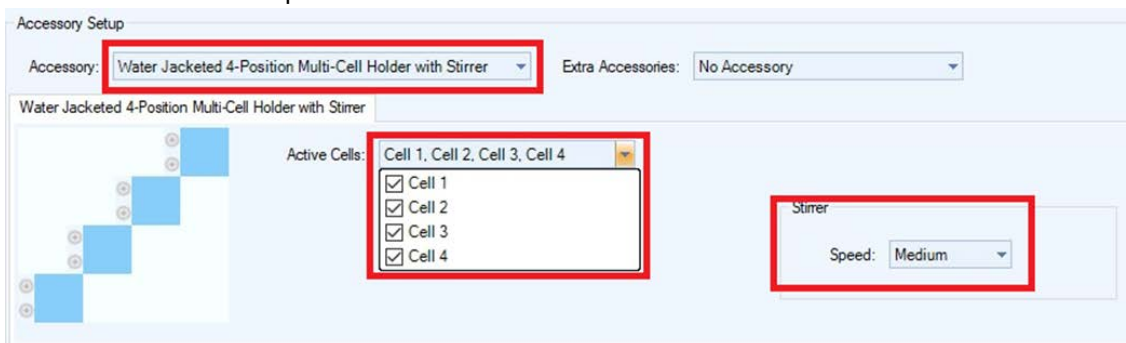 Accessory Setup
Accessory: Water Jacketed 4-Position Multi-Cell Holder with Stirrer Extra Accessories: No Accessory
Water Jacketed 4-Position Multi-Cell Holder with Stirrer
Active Cells: Cell 1, Cell 2, Cell 3, Cell 4
Cell 1
Cell 2
Cell 3
Cell 4
Stirrer
Speed: Medium